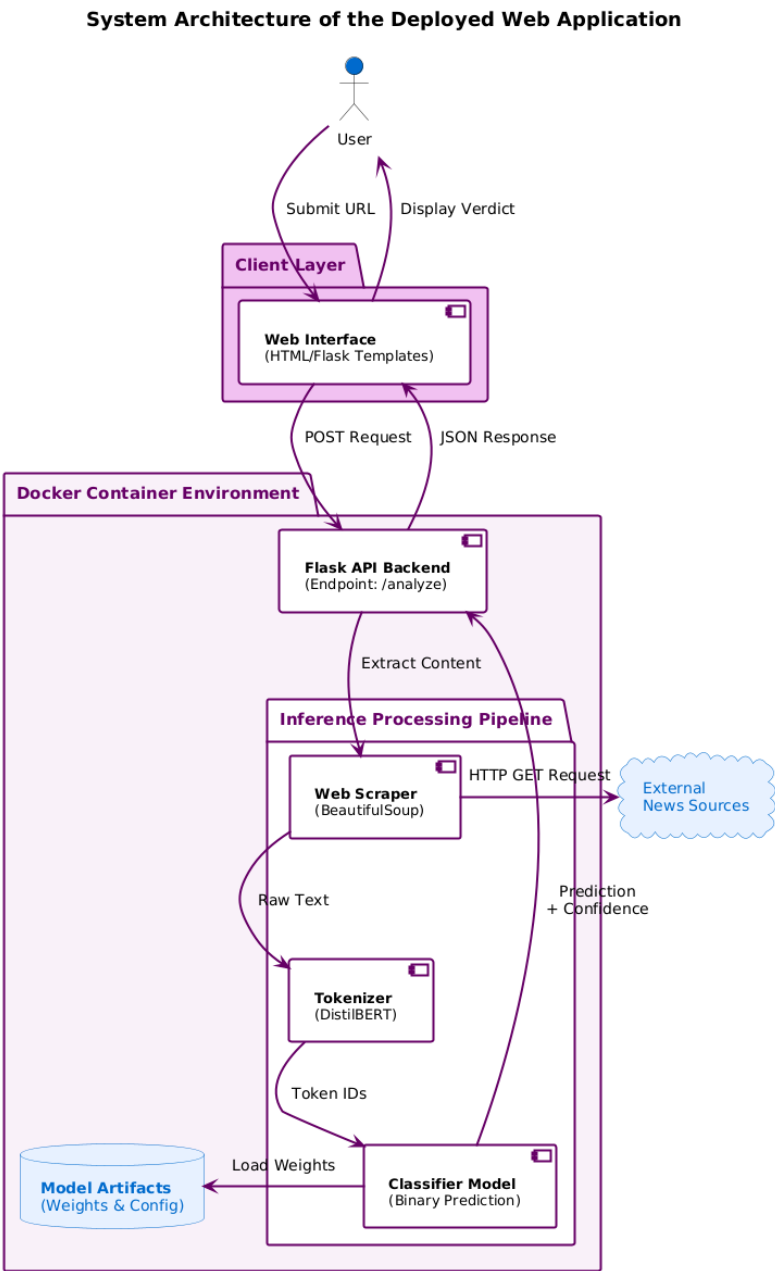 System Architecture of the Deployed Web Application
User
Submit URL
Display Verdict
Client Layer
Web Interface
(HTML/Flask Templates)
POST Request
JSON Response
Docker Container Environment
Flask API Backend
(Endpoint: /analyze)
Extract Content
Inference Processing Pipeline
Web Scraper
(BeautifulSoup)
HTTP GET Request
External
News Sources
Raw Text
Prediction
+ Confidence
Tokenizer
(DistilBERT)
Token IDs
Model Artifacts
(Weights & Config)
Load Weights
Classifier Model
(Binary Prediction)